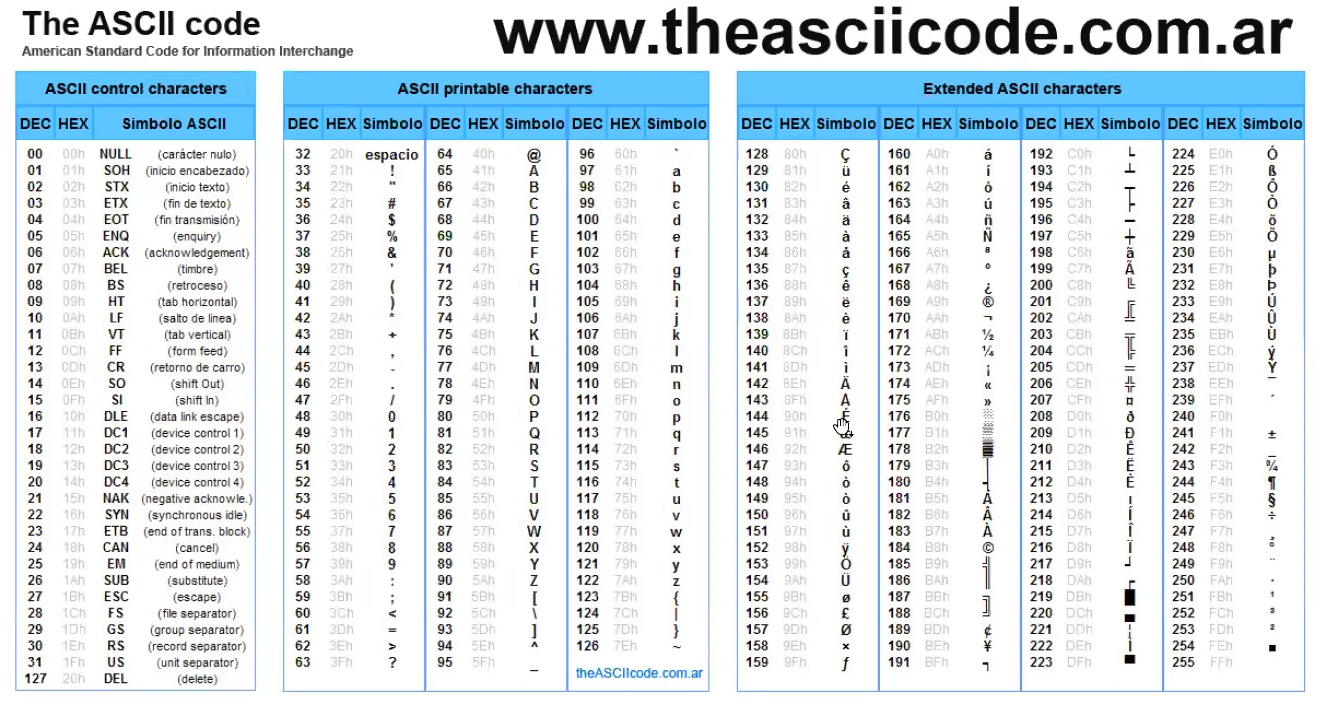 The ASCII code
American Standard Code for Information Interchange
www.theasciicode.com.ar
ASCII control characters
DEC HEX Simbolo ASCII
00 00h NULL (carácter nulo)
01 01h SOH (inicio encabezado)
02 02h STX (inicio texto)
03 03h ETX (fin de texto)
04 04h EOT (fin transmisión)
05 05h ENQ (enquiry)
06 06h ACK (acknowledgement)
07 07h BEL (timbre)
08 08h BS (retroceso)
09 09h HT (tab horizontal)
10 0Ah LF (salto de linea)
11 0Bh VT (tab vertical)
12 0Ch FF (form feed)
13 0Dh CR (retorno de carro)
14 0Eh SO (shift Out)
15 0Fh SI (shift In)
16 10h DLE (data link escape)
17 11h DC1 (device control 1)
18 12h DC2 (device control 2)
19 13h DC3 (device control 3)
20 14h DC4 (device control 4)
21 15h NAK (negative acknowle.)
22 16h SYN (synchronous idle)
23 17h ETB (end of trans. block)
24 18h CAN (cancel)
25 19h EM (end of medium)
26 1Ah SUB (substitute)
27 1Bh ESC (escape)
28 1Ch FS (file separator)
29 1Dh GS (group separator)
30 1Eh RS (record separator)
31 1Fh US (unit separator)
127 20h DEL (delete)
ASCII printable characters
DEC HEX Simbolo DEC HEX Simbolo DEC HEX Simbolo
32 20h espacio 64 40h @ 96 60h `
33 21h ! 65 41h A 97 61h a
34 22h " 66 42h B 98 62h b
35 23h # 67 43h C 99 63h c
36 24h $ 68 44h D 100 64h d
37 25h % 69 45h E 101 65h e
38 26h & 70 46h F 102 66h f
39 27h ' 71 47h G 103 67h g
40 28h ( 72 48h H 104 68h h
41 29h ) 73 49h I 105 69h i
42 2Ah * 74 4Ah J 106 6Ah j
43 2Bh + 75 4Bh K 107 6Bh k
44 2Ch , 76 4Ch L 108 6Ch l
45 2Dh - 77 4Dh M 109 6Dh m
46 2Eh . 78 4Eh N 110 6Eh n
47 2Fh / 79 4Fh O 111 6Fh o
48 30h 0 80 50h P 112 70h p
49 31h 1 81 51h Q 113 71h q
50 32h 2 82 52h R 114 72h r
51 33h 3 83 53h S 115 73h s
52 34h 4 84 54h T 116 74h t
53 35h 5 85 55h U 117 75h u
54 36h 6 86 56h V 118 76h v
55 37h 7 87 57h W 119 77h w
56 38h 8 88 58h X 120 78h x
57 39h 9 89 59h Y 121 79h y
58 3Ah : 90 5Ah Z 122 7Ah z
59 3Bh ; 91 5Bh [ 123 7Bh {
60 3Ch < 92 5Ch \ 124 7Ch |
61 3Dh = 93 5Dh ] 125 7Dh }
62 3Eh > 94 5Eh ^ 126 7Eh ~
63 3Fh ? 95 5Fh _
theASCIIcode.com.ar
Extended ASCII characters
DEC HEX Simbolo DEC HEX Simbolo DEC HEX Simbolo DEC HEX Simbolo
128 80h Ç 160 A0h á 192 C0h └ 224 E0h Ó
129 81h ü 161 A1h í 193 C1h ┴ 225 E1h ß
130 82h é 162 A2h ó 194 C2h ┬ 226 E2h Ô
131 83h â 163 A3h ú 195 C3h ├ 227 E3h Ò
132 84h ä 164 A4h ñ 196 C4h ─ 228 E4h õ
133 85h à 165 A5h Ñ 197 C5h ┼ 229 E5h Õ
134 86h å 166 A6h ª 198 C6h ã 230 E6h µ
135 87h ç 167 A7h º 199 C7h Ã 231 E7h þ
136 88h ê 168 A8h ¿ 200 C8h ╚ 232 E8h Þ
137 89h ë 169 A9h ® 201 C9h ╔ 233 E9h Ú
138 8Ah è 170 AAh ¬ 202 CAh ╩ 234 EAh Û
139 8Bh ï 171 ABh ½ 203 CBh ╦ 235 EBh Ù
140 8Ch î 172 ACh ¼ 204 CCh ╠ 236 ECh ý
141 8Dh ì 173 ADh ¡ 205 CDh ═ 237 EDh Ý
142 8Eh Ä 174 AEh « 206 CEh ╬ 238 EEh ¯
143 8Fh Å 175 AFh » 207 CFh ¤ 239 EFh ´
144 90h É 176 B0h ░ 208 D0h ð 240 F0h
145 91h 177 B1h ▒ 209 D1h Đ 241 F1h ±
146 92h Æ 178 B2h ▓ 210 D2h Ê 242 F2h ‗
147 93h ô 179 B3h │ 211 D3h Ë 243 F3h ¾
148 94h ò 180 B4h ┤ 212 D4h È 244 F4h ¶
149 95h ò 181 B5h Á 213 D5h ı 245 F5h §
150 96h û 182 B6h Â 214 D6h Í 246 F6h ÷
151 97h ù 183 B7h À 215 D7h Î 247 F7h ¸
152 98h ÿ 184 B8h © 216 D8h Ï 248 F8h °
153 99h Ö 185 B9h ╣ 217 D9h ┘ 249 F9h ¨
154 9Ah Ü 186 BAh ║ 218 DAh ┌ 250 FAh ·
155 9Bh ø 187 BBh ╗ 219 DBh █ 251 FBh ¹
156 9Ch £ 188 BCh ╝ 220 DCh ▄ 252 FCh ³
157 9Dh Ø 189 BDh ¢ 221 DDh ¦ 253 FDh ²
158 9Eh × 190 BEh ¥ 222 DEh Ì 254 FEh ■
159 9Fh ƒ 191 BFh ┐ 223 DFh ▀ 255 FFh